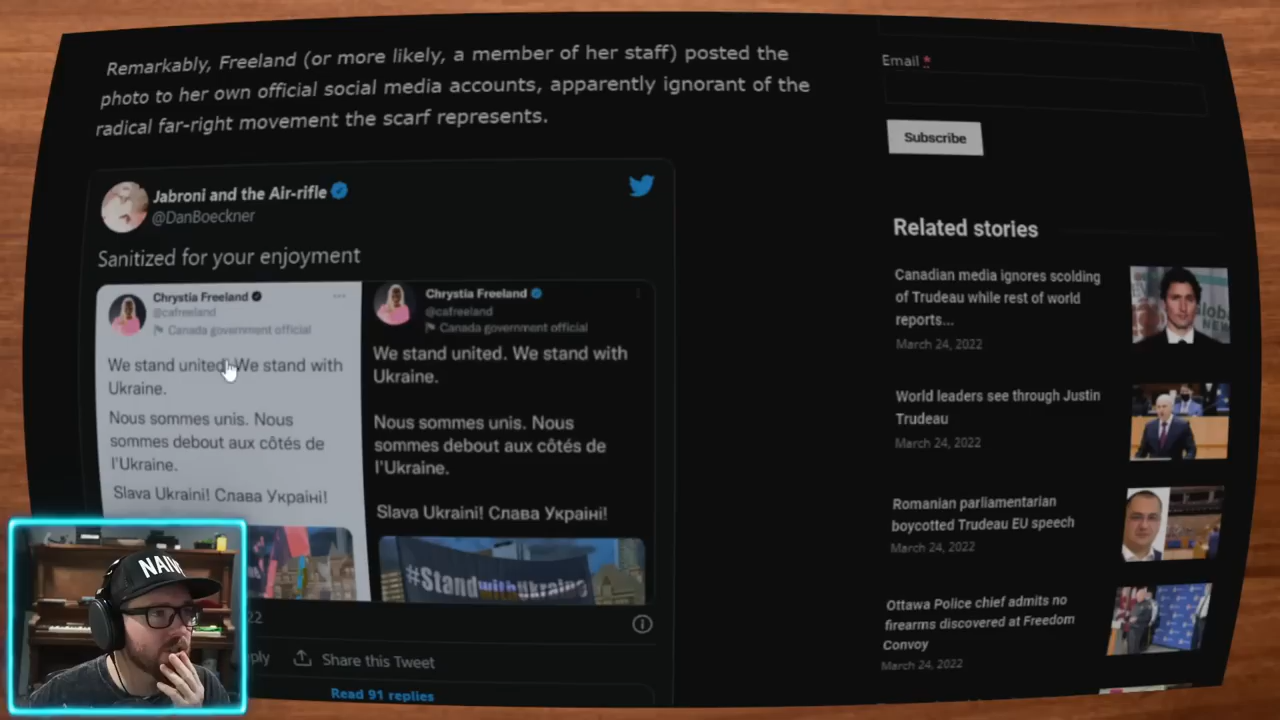 Remarkably, Freeland (or more likely, a member of her staff) posted the
photo to her own official social media accounts, apparently ignorant of the
radical far-right movement the scarf represents.
Jabroni and the Air-rifle
@DanBoeckner
Sanitized for your enjoyment
Chrystia Freeland
@cafreeland
Canada government official
We stand united. We stand with
Ukraine.
Nous sommes unis. Nous
sommes debout aux côtés de
l'Ukraine.
Slava Ukraini! Слава Україні!
Chrystia Freeland
@cafreeland
Canada government official
We stand united. We stand with
Ukraine.
Nous sommes unis. Nous
sommes debout aux côtés de
l'Ukraine.
Slava Ukraini! Слава Україні!
#StandwithUkraine
22
Share this Tweet
Read 91 replies
Email *
Subscribe
Related stories
Canadian media ignores scolding
of Trudeau while rest of world
reports...
March 24, 2022
World leaders see through Justin
Trudeau
March 24, 2022
Romanian parliamentarian
boycotted Trudeau EU speech
March 24, 2022
Ottawa Police chief admits no
firearms discovered at Freedom
Convoy
March 24, 2022